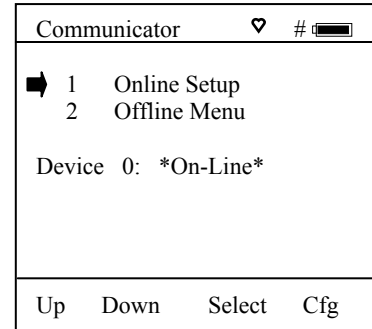 Communicator ♡ #
1 Online Setup
2 Offline Menu
Device 0: *On-Line*
Up Down Select Cfg